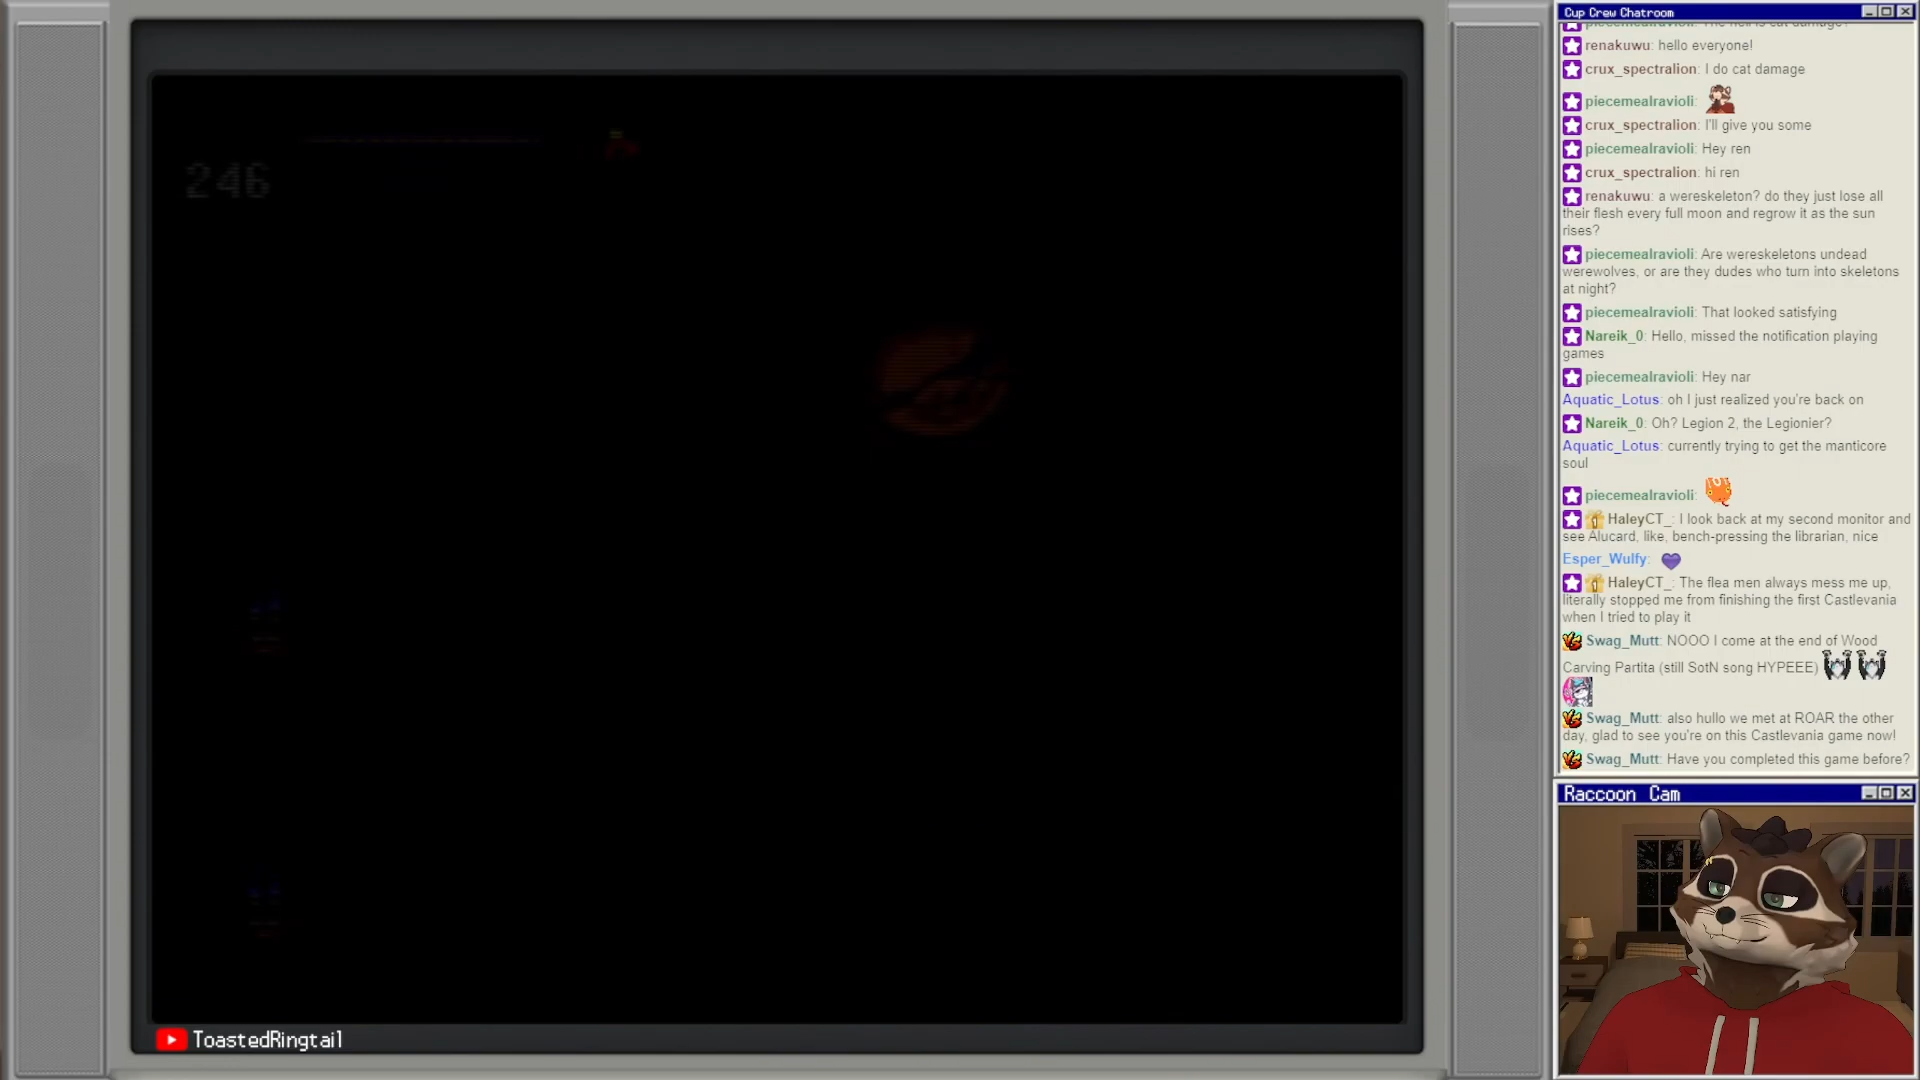 Cup Crew Chatroom
piecemealravioli: The hell is cat damage?
renakuwu: hello everyone!
crux_spectralion: I do cat damage
piecemealravioli:
crux_spectralion: I'll give you some
piecemealravioli: Hey ren
crux_spectralion: hi ren
renakuwu: a wereskeleton? do they just lose all
their flesh every full moon and regrow it as the sun
rises?
piecemealravioli: Are wereskeletons undead
werewolves, or are they dudes who turn into skeletons
at night?
piecemealravioli: That looked satisfying
Nareik_0: Hello, missed the notification playing
games
piecemealravioli: Hey nar
Aquatic_Lotus: oh I just realized you're back on
Nareik_0: Oh? Legion 2, the Legionier?
Aquatic_Lotus: currently trying to get the manticore
soul
piecemealravioli:
HaleyCT_: I look back at my second monitor and
see Alucard, like, bench-pressing the librarian, nice
Esper_Wulfy:
HaleyCT_: The flea men always mess me up,
literally stopped me from finishing the first Castlevania
when I tried to play it
Swag_Mutt: NOOO I come at the end of Wood
Carving Partita (still SotN song HYPEEE)
Swag_Mutt: also hullo we met at ROAR the other
day, glad to see you're on this Castlevania game now!
Swag_Mutt: Have you completed this game before?
Raccoon Cam
246
ToastedRingtail